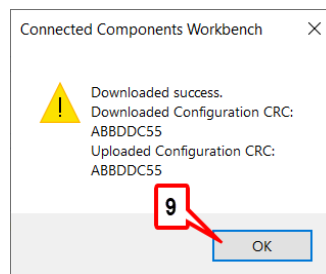 Connected Components Workbench
Downloaded success.
Downloaded Configuration CRC:
ABBDDC55
Uploaded Configuration CRC:
ABBDDC55
9
OK